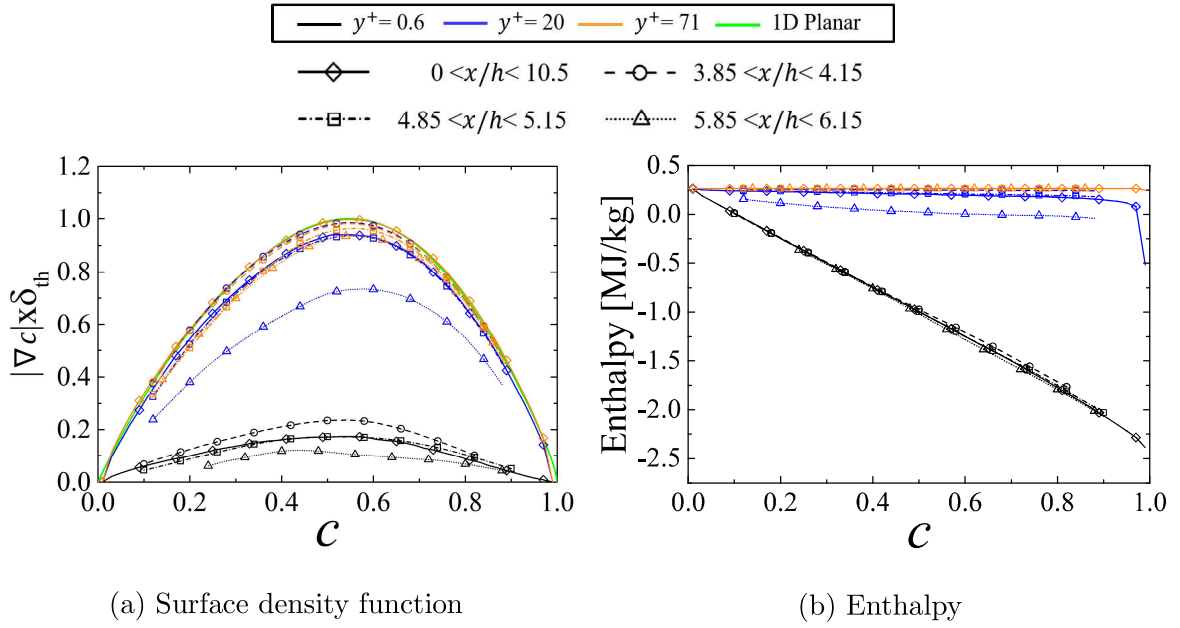 y⁺= 0.6 y⁺= 20 y⁺= 71 1D Planar
0 <x/h< 10.5 3.85 <x/h< 4.15
4.85 <x/h< 5.15 5.85 <x/h< 6.15
1.2
1.0
0.8
0.6
0.4
0.2
0.0
|∇c|xδth
0.0 0.2 0.4 0.6 0.8 1.0
c
0.5
0.0
-0.5
-1.0
-1.5
-2.0
-2.5
Enthalpy [MJ/kg]
0.0 0.2 0.4 0.6 0.8 1.0
c
(a) Surface density function
(b) Enthalpy